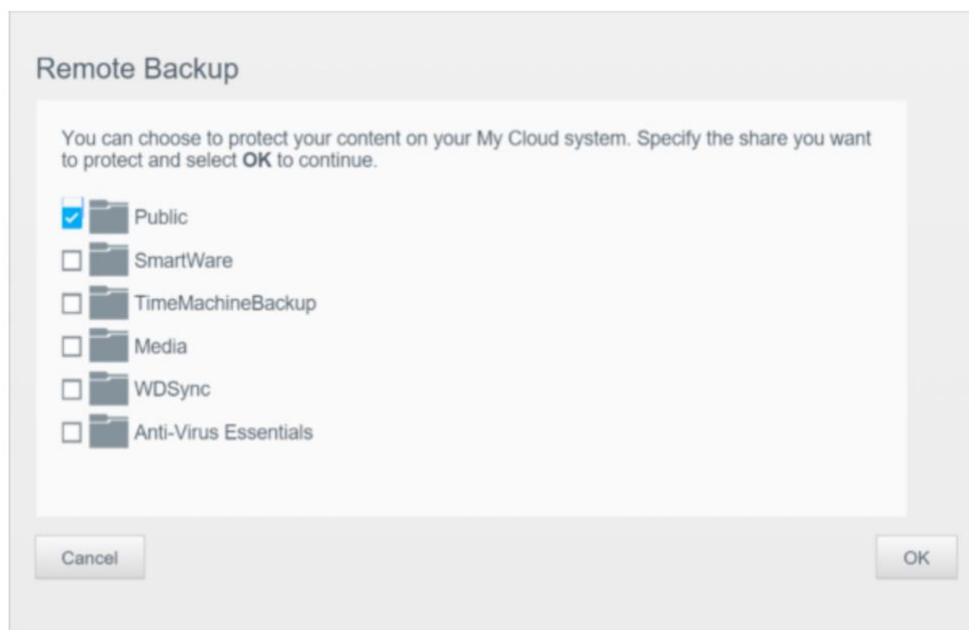 Remote Backup
You can choose to protect your content on your My Cloud system. Specify the share you want
to protect and select OK to continue.
Public
SmartWare
TimeMachineBackup
Media
WDSync
Anti-Virus Essentials
Cancel
OK